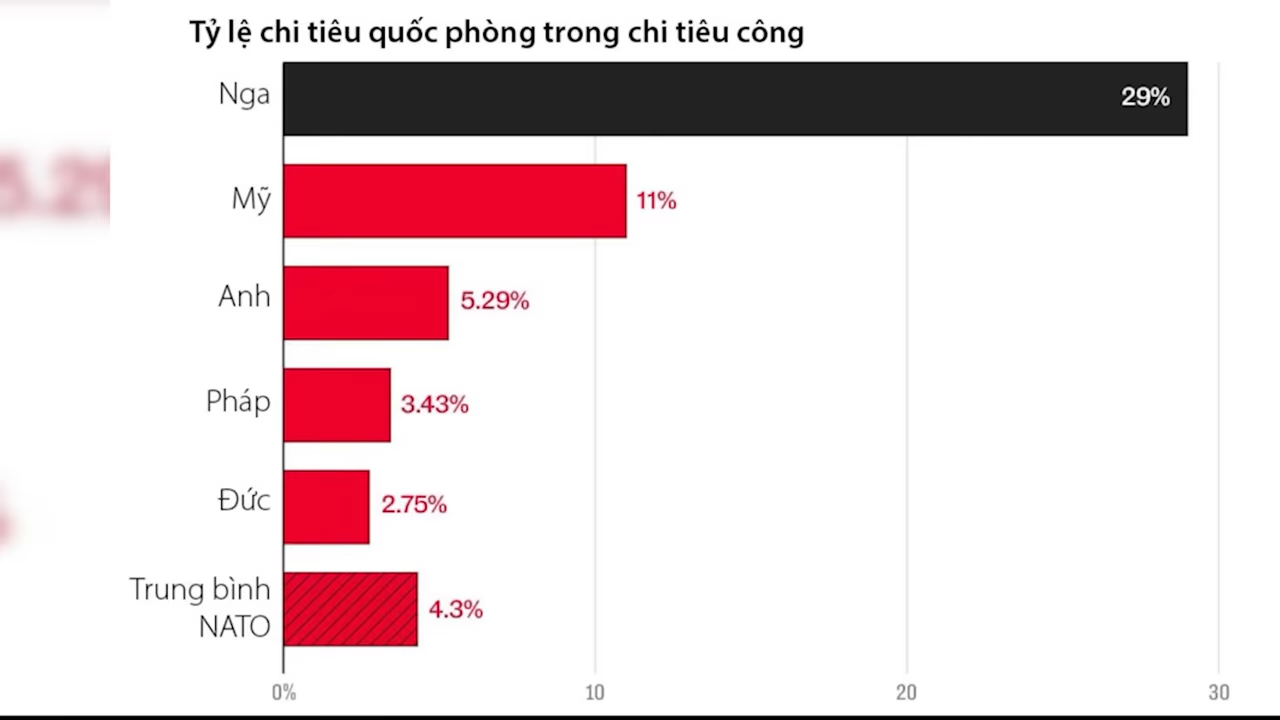 Tỷ lệ chi tiêu quốc phòng trong chi tiêu công
Nga
29%
Mỹ
11%
Anh
5.29%
Pháp
3.43%
Đức
2.75%
Trung bình
NATO
4.3%
0%
10
20
30